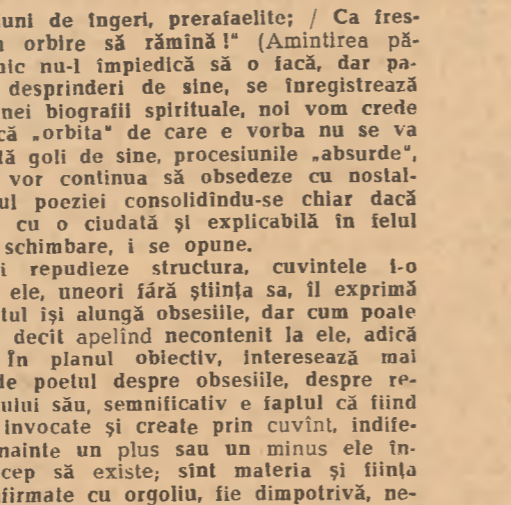 uni de îngeri, prerafaelite; / Ca fres-
orbire să rămînă!" (Amintirea pă-
nic nu-l împiedică să o facă, dar pa-
desprinderi de sine, se înregistrează
nei biografii spirituale, noi vom crede
că „orbita" de care e vorba nu se va
goli de sine, procesiunile „absurde",
vor continua să obsedeze cu nostal-
ul poeziei consolidîndu-se chiar dacă
cu o ciudată și explicabilă în felul
schimbare, i se opune.
i repudieze structura, cuvintele i-o
ele, uneori fără știința sa, îl exprimă
tul își alungă obsesiile, dar cum poate
decit apelînd necontenit la ele, adică
în planul obiectiv, interesează mai
de poetul despre obsesiile, despre re-
ului său, semnificativ e faptul că fiind
invocate și create prin cuvînt, indife-
nainte un plus sau un minus ele în-
cep să existe; sînt materia și ființa
firmate cu orgoliu, fie dimpotrivă, ne-